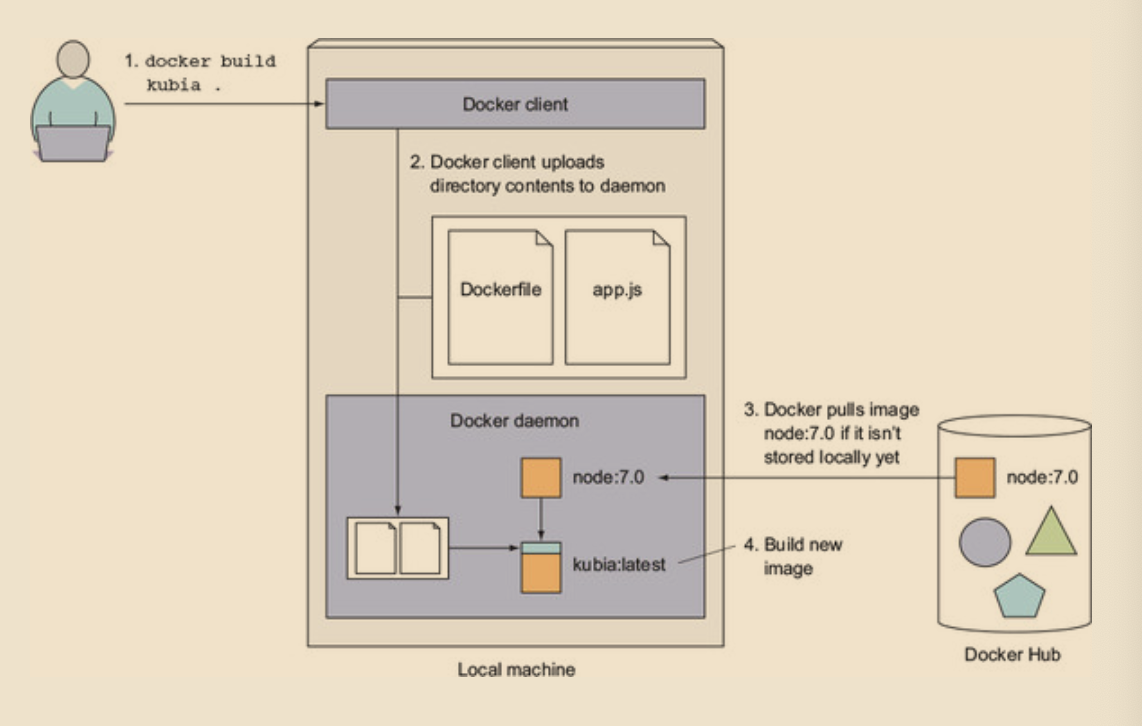 1. docker build
kubia .
Docker client
2. Docker client uploads
directory contents to daemon
Dockerfile
app.js
Docker daemon
3. Docker pulls image
node:7.0 if it isn't
stored locally yet
node:7.0
node:7.0
4. Build new
image
kubia:latest
Docker Hub
Local machine